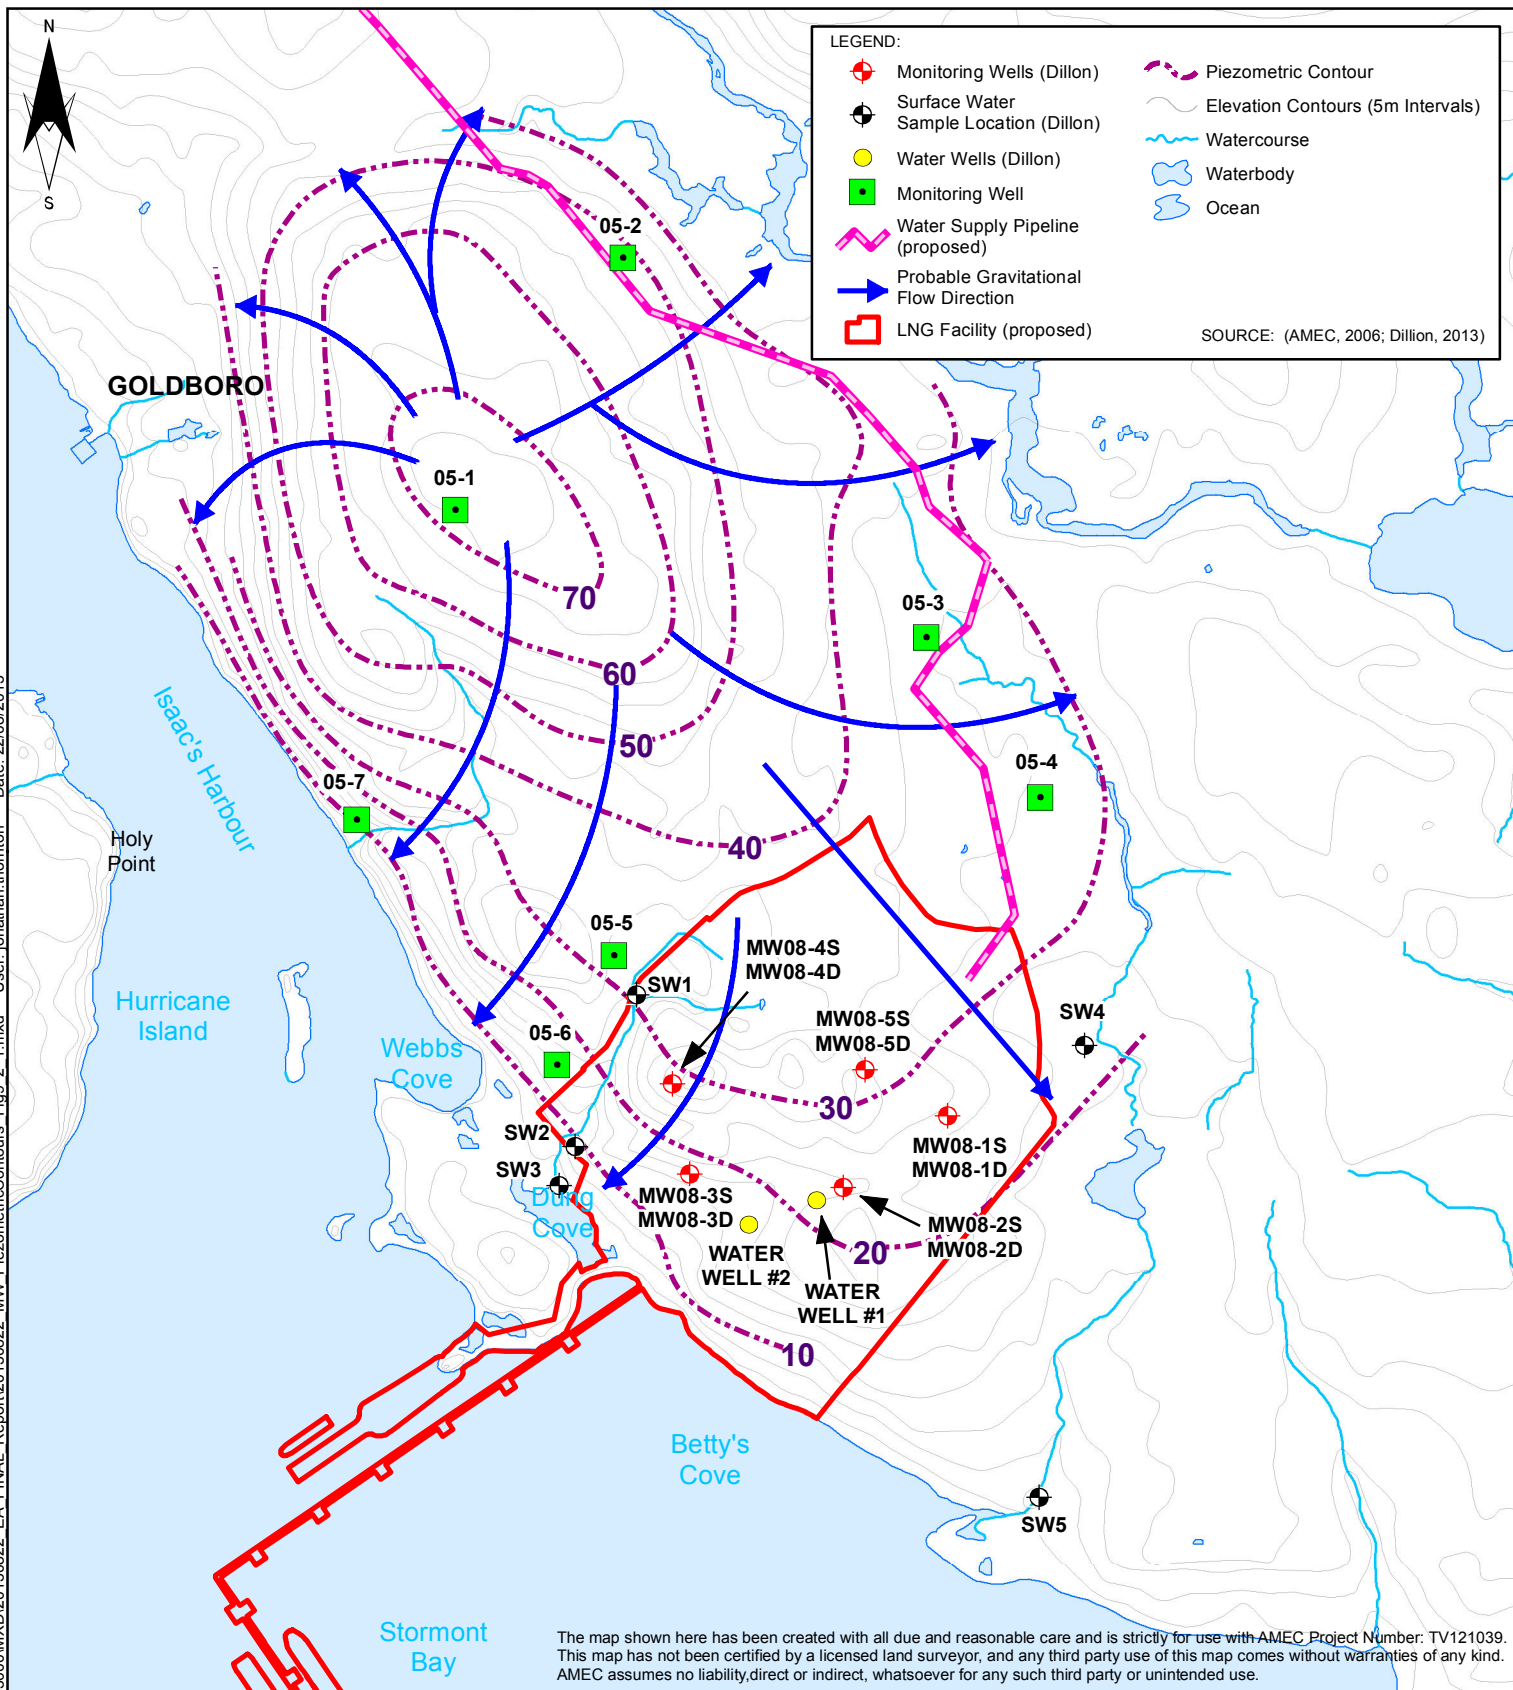 N
S
LEGEND:
Monitoring Wells (Dillon)
Surface Water
Sample Location (Dillon)
Water Wells (Dillon)
Monitoring Well
Water Supply Pipeline
(proposed)
Probable Gravitational
Flow Direction
LNG Facility (proposed)
Piezometric Contour
Elevation Contours (5m Intervals)
Watercourse
Waterbody
Ocean
SOURCE: (AMEC, 2006; Dillion, 2013)
05-2
GOLDBORO
05-1
70
05-3
60
Isaac's Harbour
50
05-7
05-4
Holy
Point
40
05-5
MW08-4S
MW08-4D
SW1
Hurricane
Island
MW08-5S
MW08-5D
SW4
05-6
Webbs
Cove
30
SW2
MW08-1S
MW08-1D
SW3
Dung
Cove
MW08-3S
MW08-3D
MW08-2S
MW08-2D
WATER
WELL #2
20
WATER
WELL #1
10
Betty's
Cove
SW5
Stormont
Bay
The map shown here has been created with all due and reasonable care and is strictly for use with AMEC Project Number: TV121039.
This map has not been certified by a licensed land surveyor, and any third party use of this map comes without warranties of any kind.
AMEC assumes no liability,direct or indirect, whatsoever for any such third party or unintended use.